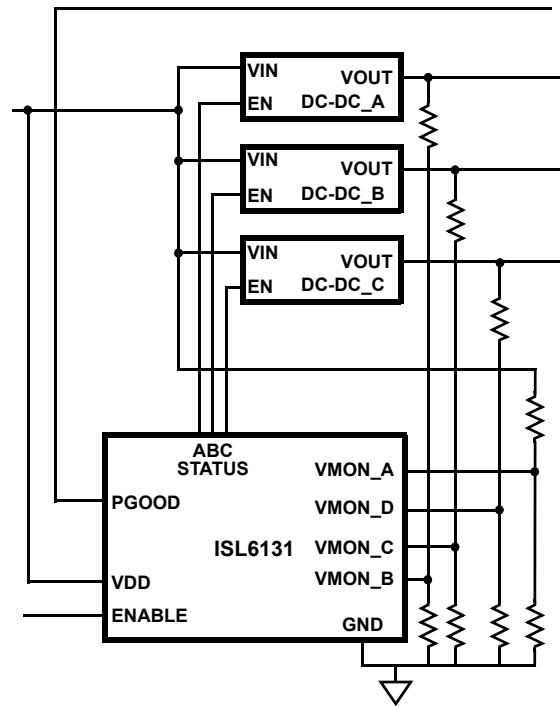 VIN
VOUT
EN
DC-DC_A
VIN
VOUT
EN
DC-DC_B
VIN
VOUT
EN
DC-DC_C
ABC
STATUS
VMON_A
PGOOD
VMON_D
ISL6131
VMON_C
VDD
VMON_B
ENABLE
GND